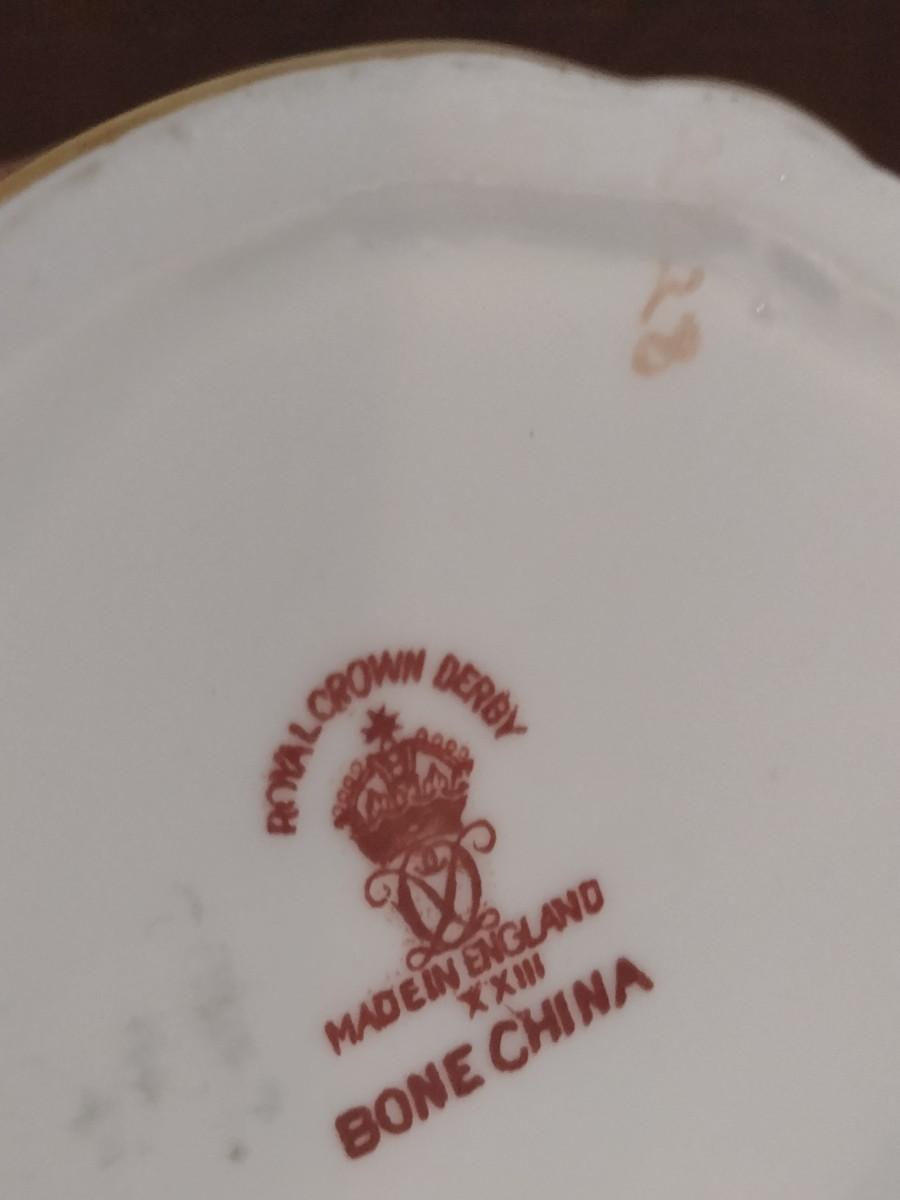 ROYAL CROWN DERBY
MADE IN ENGLAND
XXIII
BONE CHINA